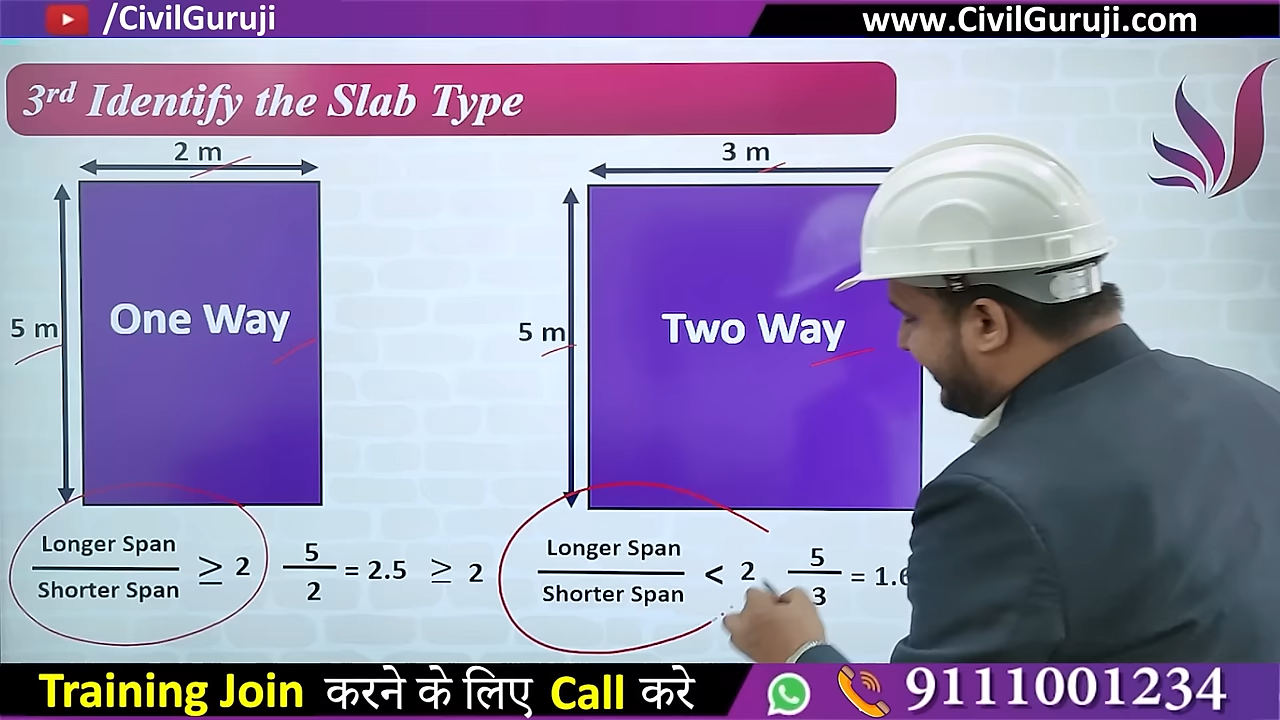 /CivilGuruji
www.CivilGuruji.com
3rd Identify the Slab Type
2 m
3 m
5 m
One Way
5 m
Two Way
Longer Span
Shorter Span
≥ 2
5
2
= 2.5 ≥ 2
Longer Span
Shorter Span
< 2
5
3
= 1.6
Training Join करने के लिए Call करे
9111001234